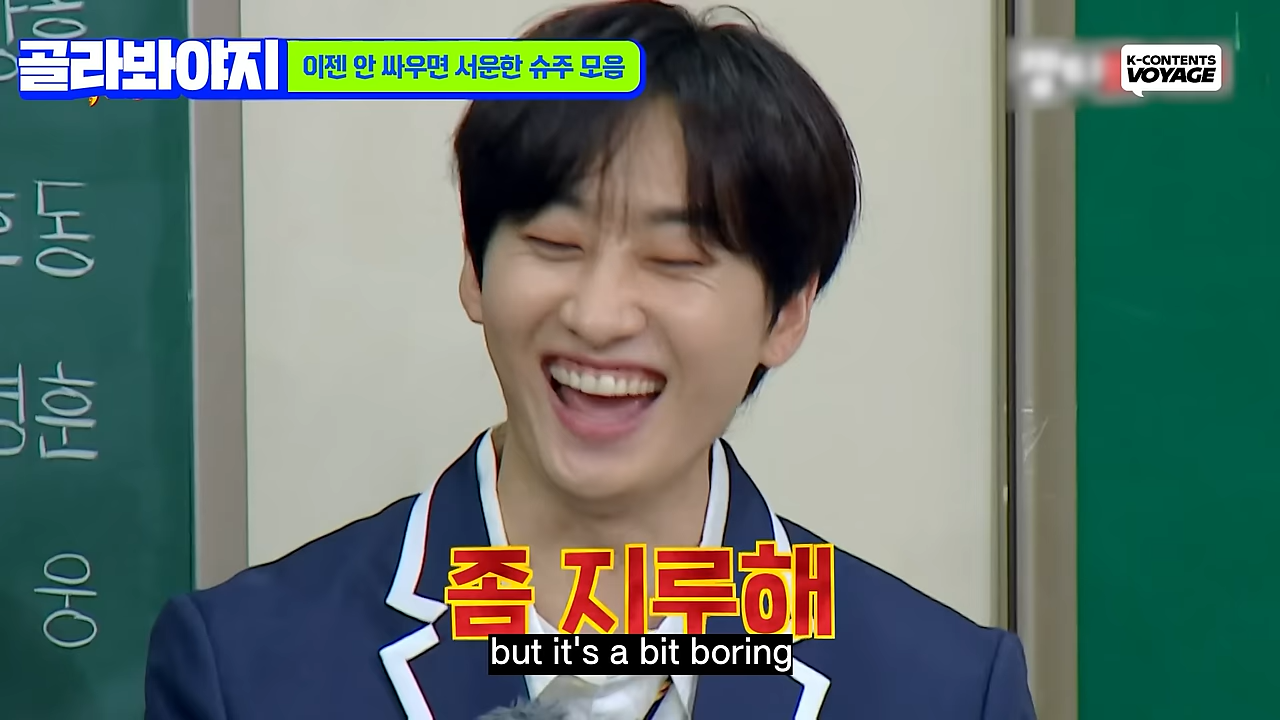 골라봐야지
이젠 안 싸우면 서운한 슈주 모음
K-CONTENTS
VOYAGE
좀 지루해
but it's a bit boring